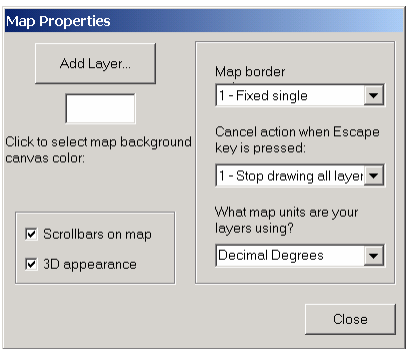 Map Properties
Add Layer...
Click to select map background
canvas color:
Scrollbars on map
3D appearance
Map border
1 - Fixed single
Cancel action when Escape
key is pressed:
1 - Stop drawing all layer
What map units are your
layers using?
Decimal Degrees
Close